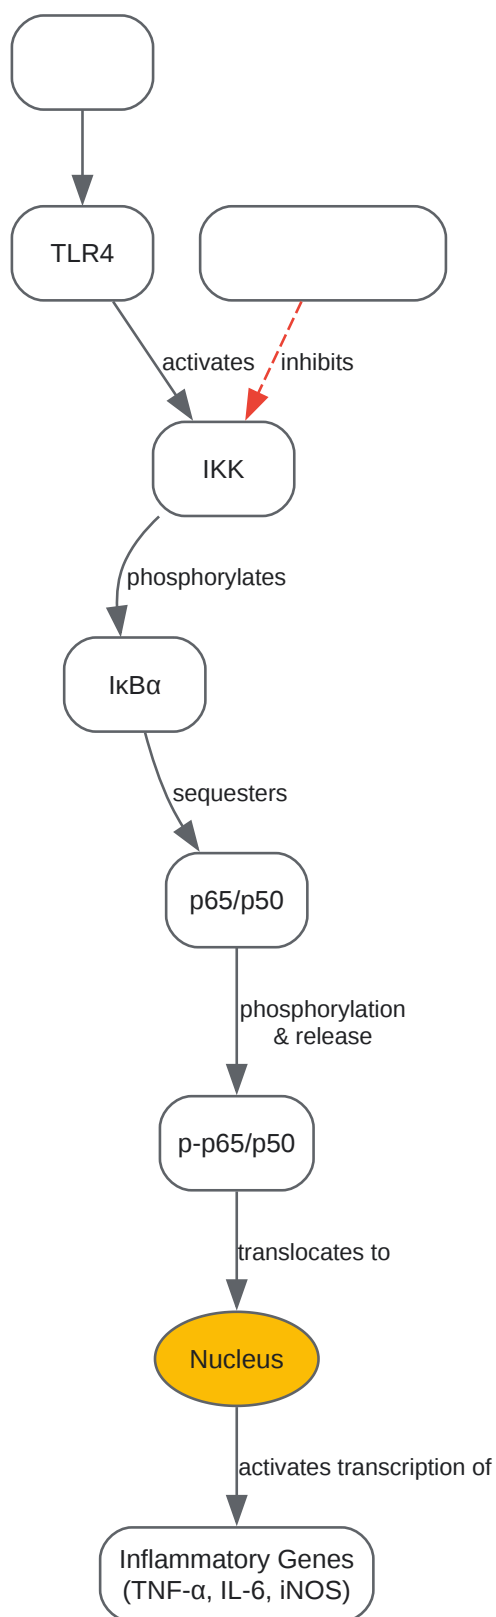 TLR4
activates
inhibits
IKK
phosphorylates
IκBα
sequesters
p65/p50
phosphorylation
& release
p-p65/p50
translocates to
Nucleus
activates transcription of
Inflammatory Genes
(TNF-α, IL-6, iNOS)